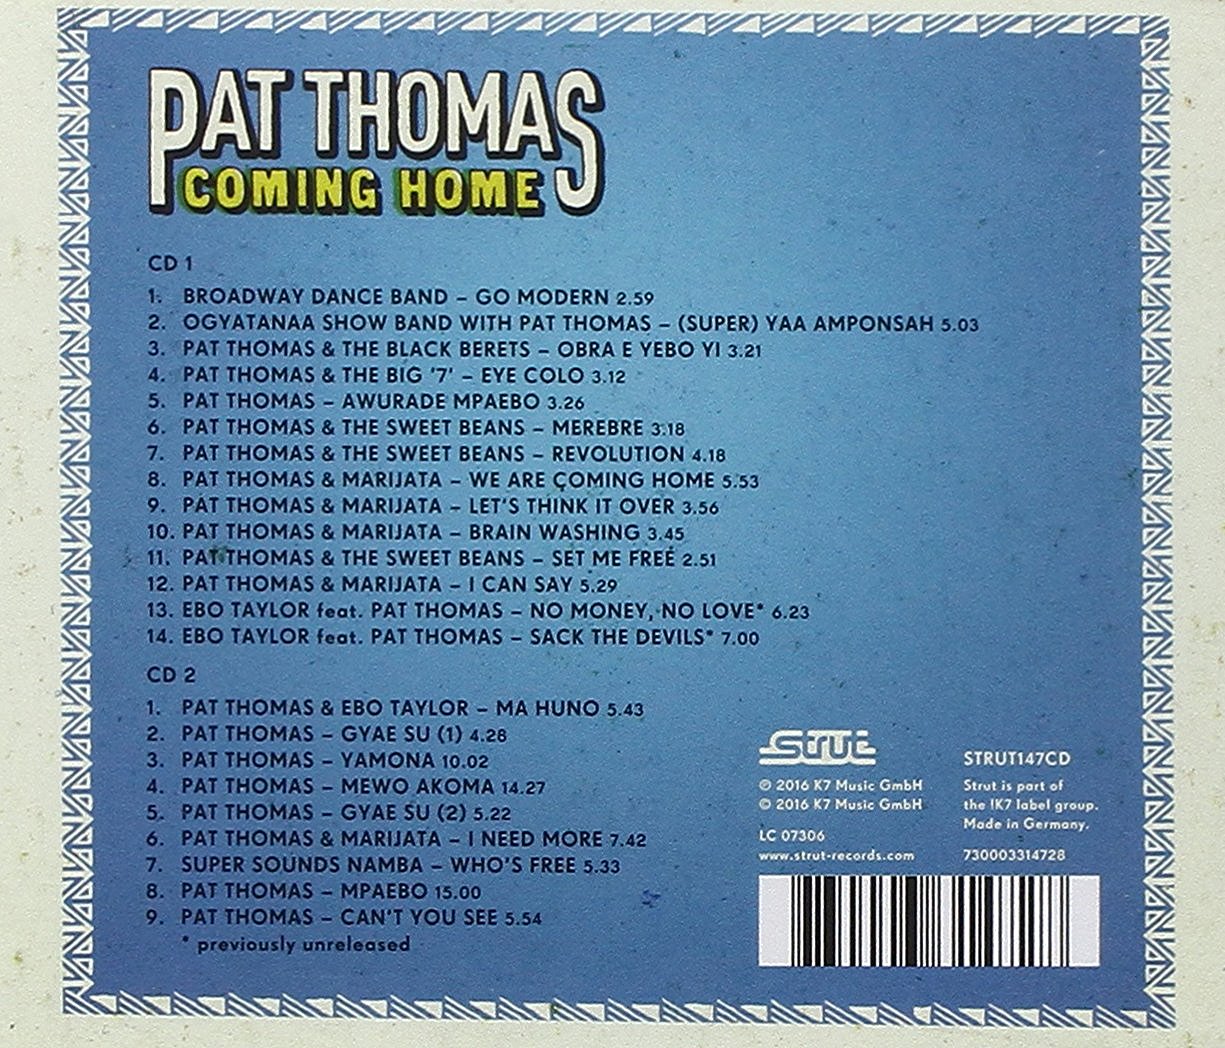 PAT THOMAS
COMING HOME
CD 1
1. BROADWAY DANCE BAND – GO MODERN 2.59
2. OGYATANAA SHOW BAND WITH PAT THOMAS – (SUPER) YAA AMPONSAH 5.03
3. PAT THOMAS & THE BLACK BERETS – OBRA E YEBO YI 3.21
4. PAT THOMAS & THE BIG '7' – EYE COLO 3.12
5. PAT THOMAS – AWURADE MPAEBO 3.26
6. PAT THOMAS & THE SWEET BEANS – MEREBRE 3.18
7. PAT THOMAS & THE SWEET BEANS – REVOLUTION 4.18
8. PAT THOMAS & MARIJATA – WE ARE COMING HOME 5.53
9. PAT THOMAS & MARIJATA – LET'S THINK IT OVER 3.56
10. PAT THOMAS & MARIJATA – BRAIN WASHING 3.45
11. PAT THOMAS & THE SWEET BEANS – SET ME FREE 2.51
12. PAT THOMAS & MARIJATA – I CAN SAY 5.29
13. EBO TAYLOR feat. PAT THOMAS – NO MONEY, NO LOVE* 6.23
14. EBO TAYLOR feat. PAT THOMAS – SACK THE DEVILS* 7.00
CD 2
1. PAT THOMAS & EBO TAYLOR – MA HUNO 5.43
2. PAT THOMAS – GYAE SU (1) 4.28
3. PAT THOMAS – YAMONA 10.02
4. PAT THOMAS – MEWO AKOMA 14.27
5. PAT THOMAS – GYAE SU (2) 5.22
6. PAT THOMAS & MARIJATA – I NEED MORE 7.42
7. SUPER SOUNDS NAMBA – WHO'S FREE 5.33
8. PAT THOMAS – MPAEBO 15.00
9. PAT THOMAS – CAN'T YOU SEE 5.54
* previously unreleased
Strut
℗ 2016 K7 Music GmbH
© 2016 K7 Music GmbH
LC 07306
www.strut-records.com
STRUT147CD
Strut is part of
the !K7 label group.
Made in Germany.
730003314728